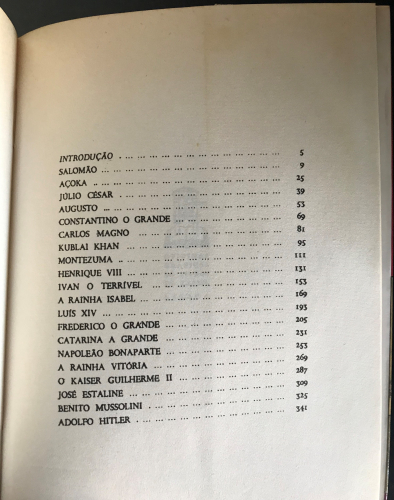 INTRODUÇÃO . ... ... ... ... ... ... ... ... ... ... ... ... ... 5
SALOMÃO ... ... ... ... ... ... ... ... ... ... ... ... ... ... 9
AÇOKA .. ... ... ... ... ... ... ... ... ... ... ... ... ... ... 25
JÚLIO CÉSAR ... ... ... ... ... ... ... ... ... ... ... ... ... 39
AUGUSTO .. ... ... ... ... ... ... ... ... ... ... ... ... ... 53
CONSTANTINO O GRANDE ... ... ... ... ... ... ... ... ... 69
CARLOS MAGNO ... ... ... ... ... ... ... ... ... ... ... ... 81
KUBLAI KHAN ... ... ... ... ... ... ... ... ... ... ... ... ... 95
MONTEZUMA .. ... ... ... ... ... ... ... ... ... ... ... ... ... 111
HENRIQUE VIII ... ... ... ... ... ... ... ... ... ... ... ... 131
IVAN O TERRÍVEL ... ... ... ... ... ... ... ... ... ... ... 153
A RAINHA ISABEL ... ... ... ... ... ... ... ... ... ... ... 169
LUÍS XIV ... ... ... ... ... ... ... ... ... ... ... ... ... ... 193
FREDERICO O GRANDE ... ... ... ... ... ... ... ... ... ... 205
CATARINA A GRANDE ... ... ... ... ... ... ... ... ... ... 231
NAPOLEÃO BONAPARTE ... ... ... ... ... ... ... ... ... ... 253
A RAINHA VITÓRIA ... ... ... ... ... ... ... ... ... ... ... 269
O KAISER GUILHERME II ... ... ... ... ... ... ... ... ... 287
JOSÉ ESTALINE ... ... ... ... ... ... ... ... ... ... ... ... 309
BENITO MUSSOLINI . ... ... ... ... ... ... ... ... ... ... ... 325
ADOLFO HITLER . ... ... ... ... ... ... ... ... ... ... ... ... 341